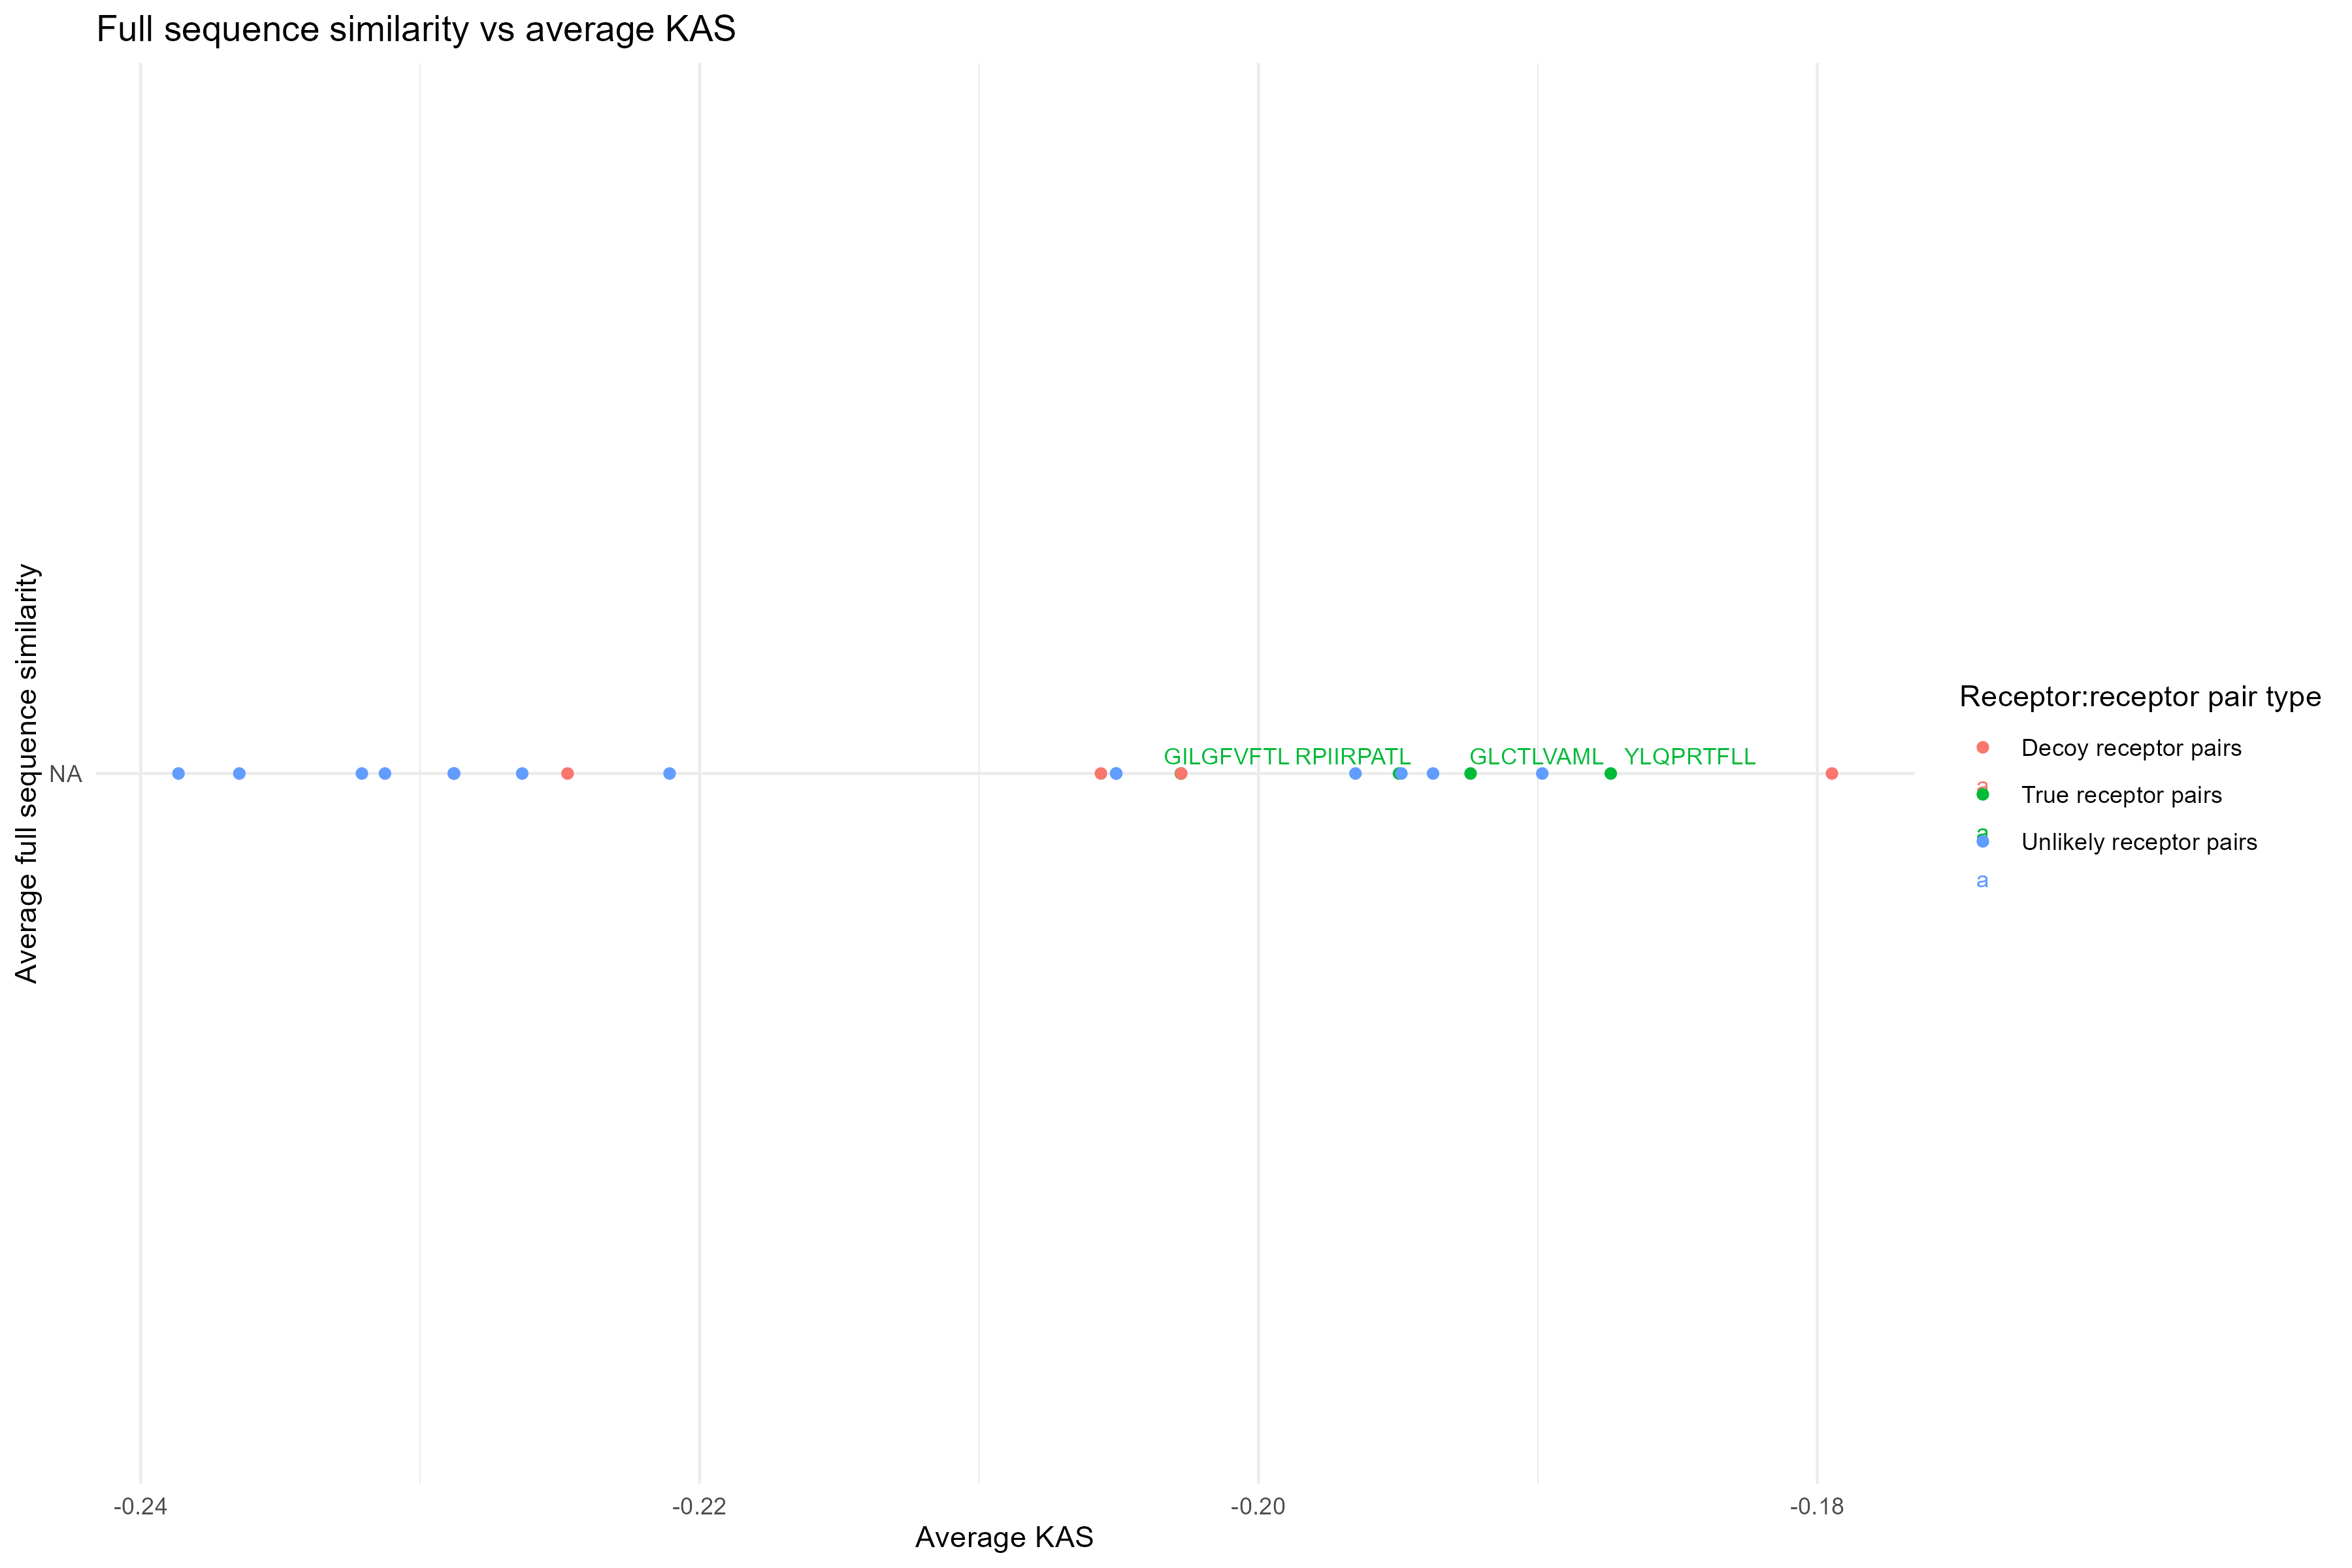 Full sequence similarity vs average KAS
Average full sequence similarity
NA
GILGFVFTL RPIIRPATL GLCTLVAML YLQPRTFLL
-0.24 -0.22 -0.20 -0.18
Average KAS
Receptor:receptor pair type
Decoy receptor pairs
a
True receptor pairs
a
Unlikely receptor pairs
a